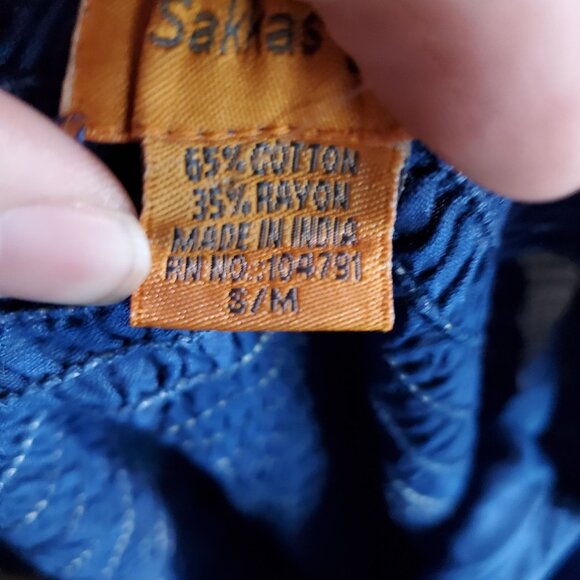 Sakkas
65% COTTON
35% RAYON
MADE IN INDIA
RN NO.:104791
S/M